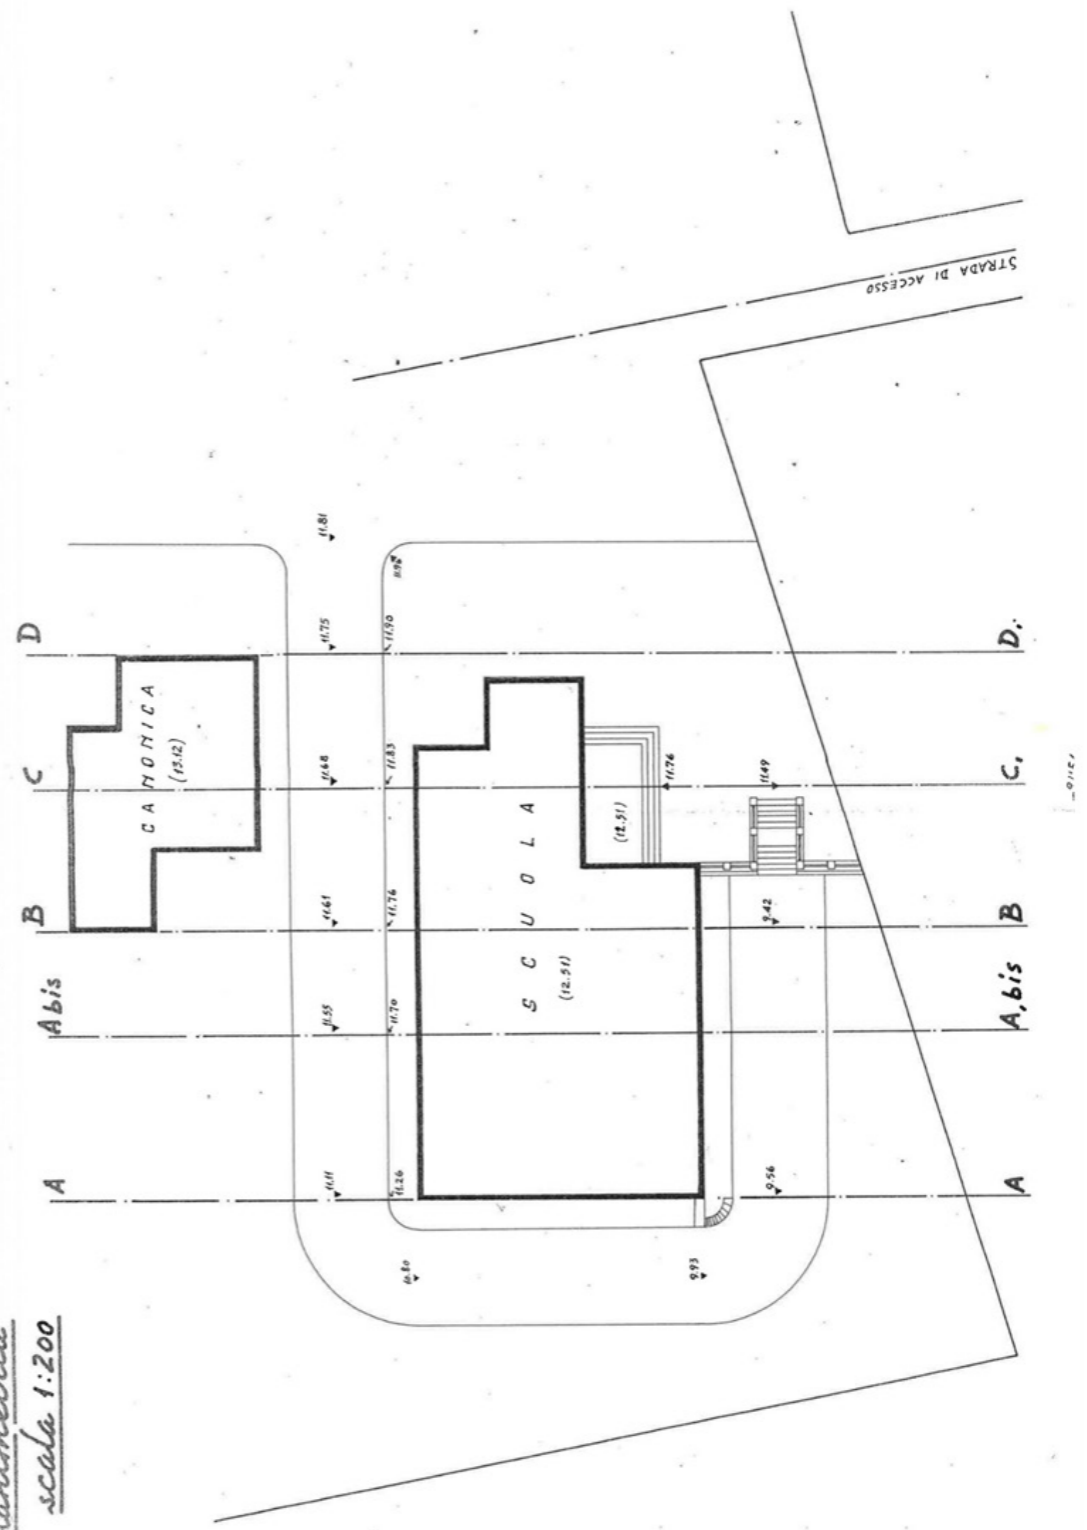 scala 1:200
A
A bis
B
C
D
CANONICA
(13.12)
11.11
11.55
11.61
11.68
11.75
11.81
11.26
11.70
11.76
11.83
11.90
10.80
SCUOLA
(12.51)
(12.51)
11.76
9.93
9.56
9.42
11.49
STRADA DI ACCESSO
A
A, bis
B
C,
D.